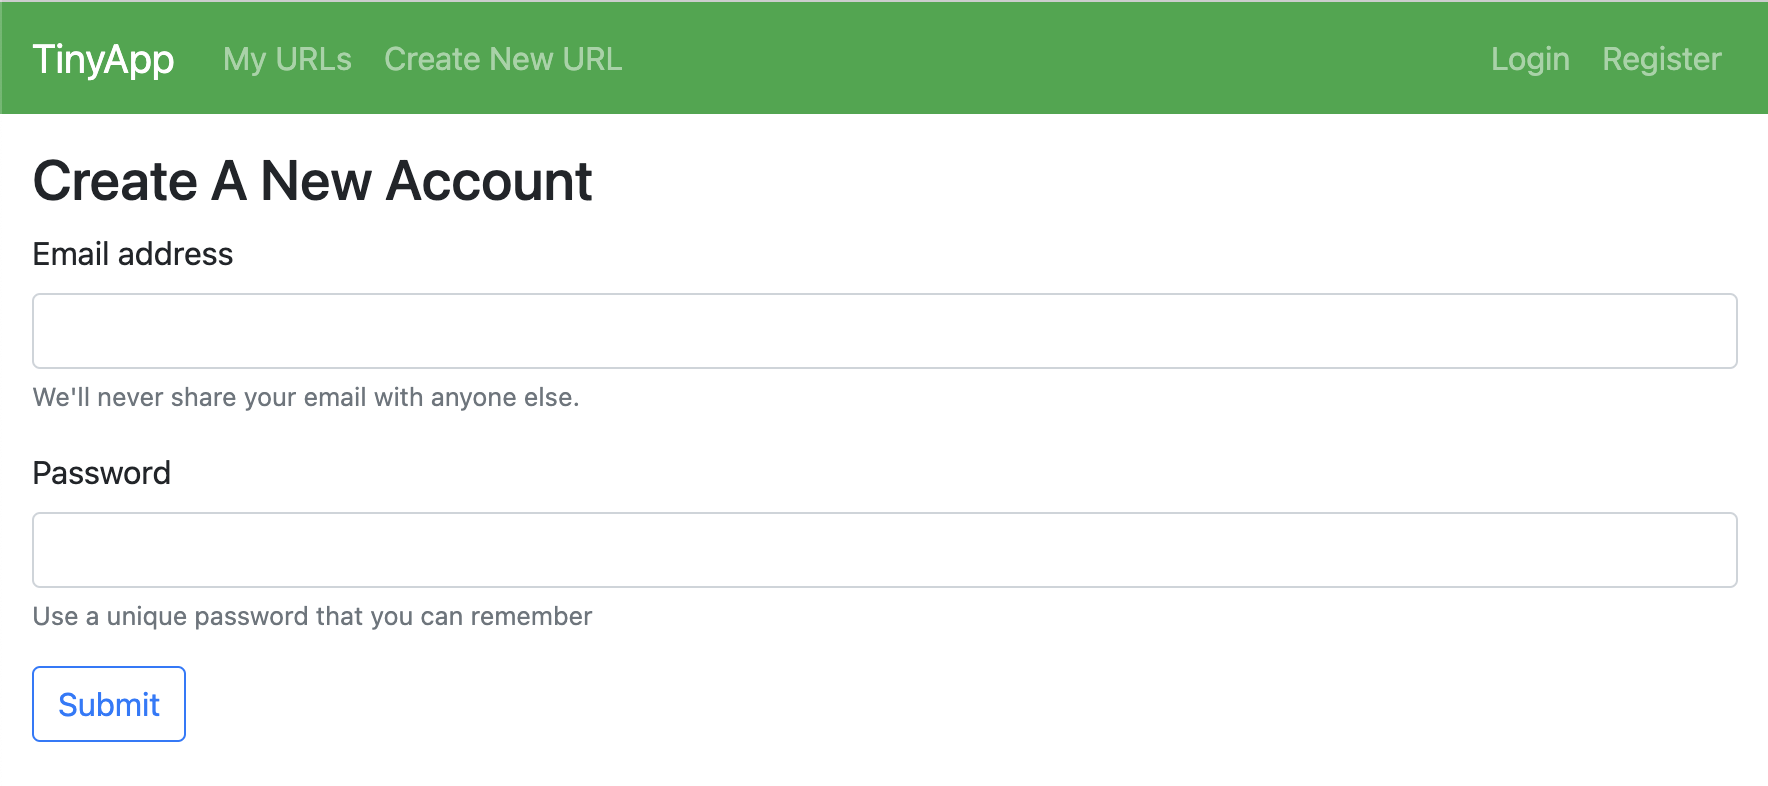 TinyApp My URLs Create New URL Login Register
Create A New Account
Email address
We'll never share your email with anyone else.
Password
Use a unique password that you can remember
Submit